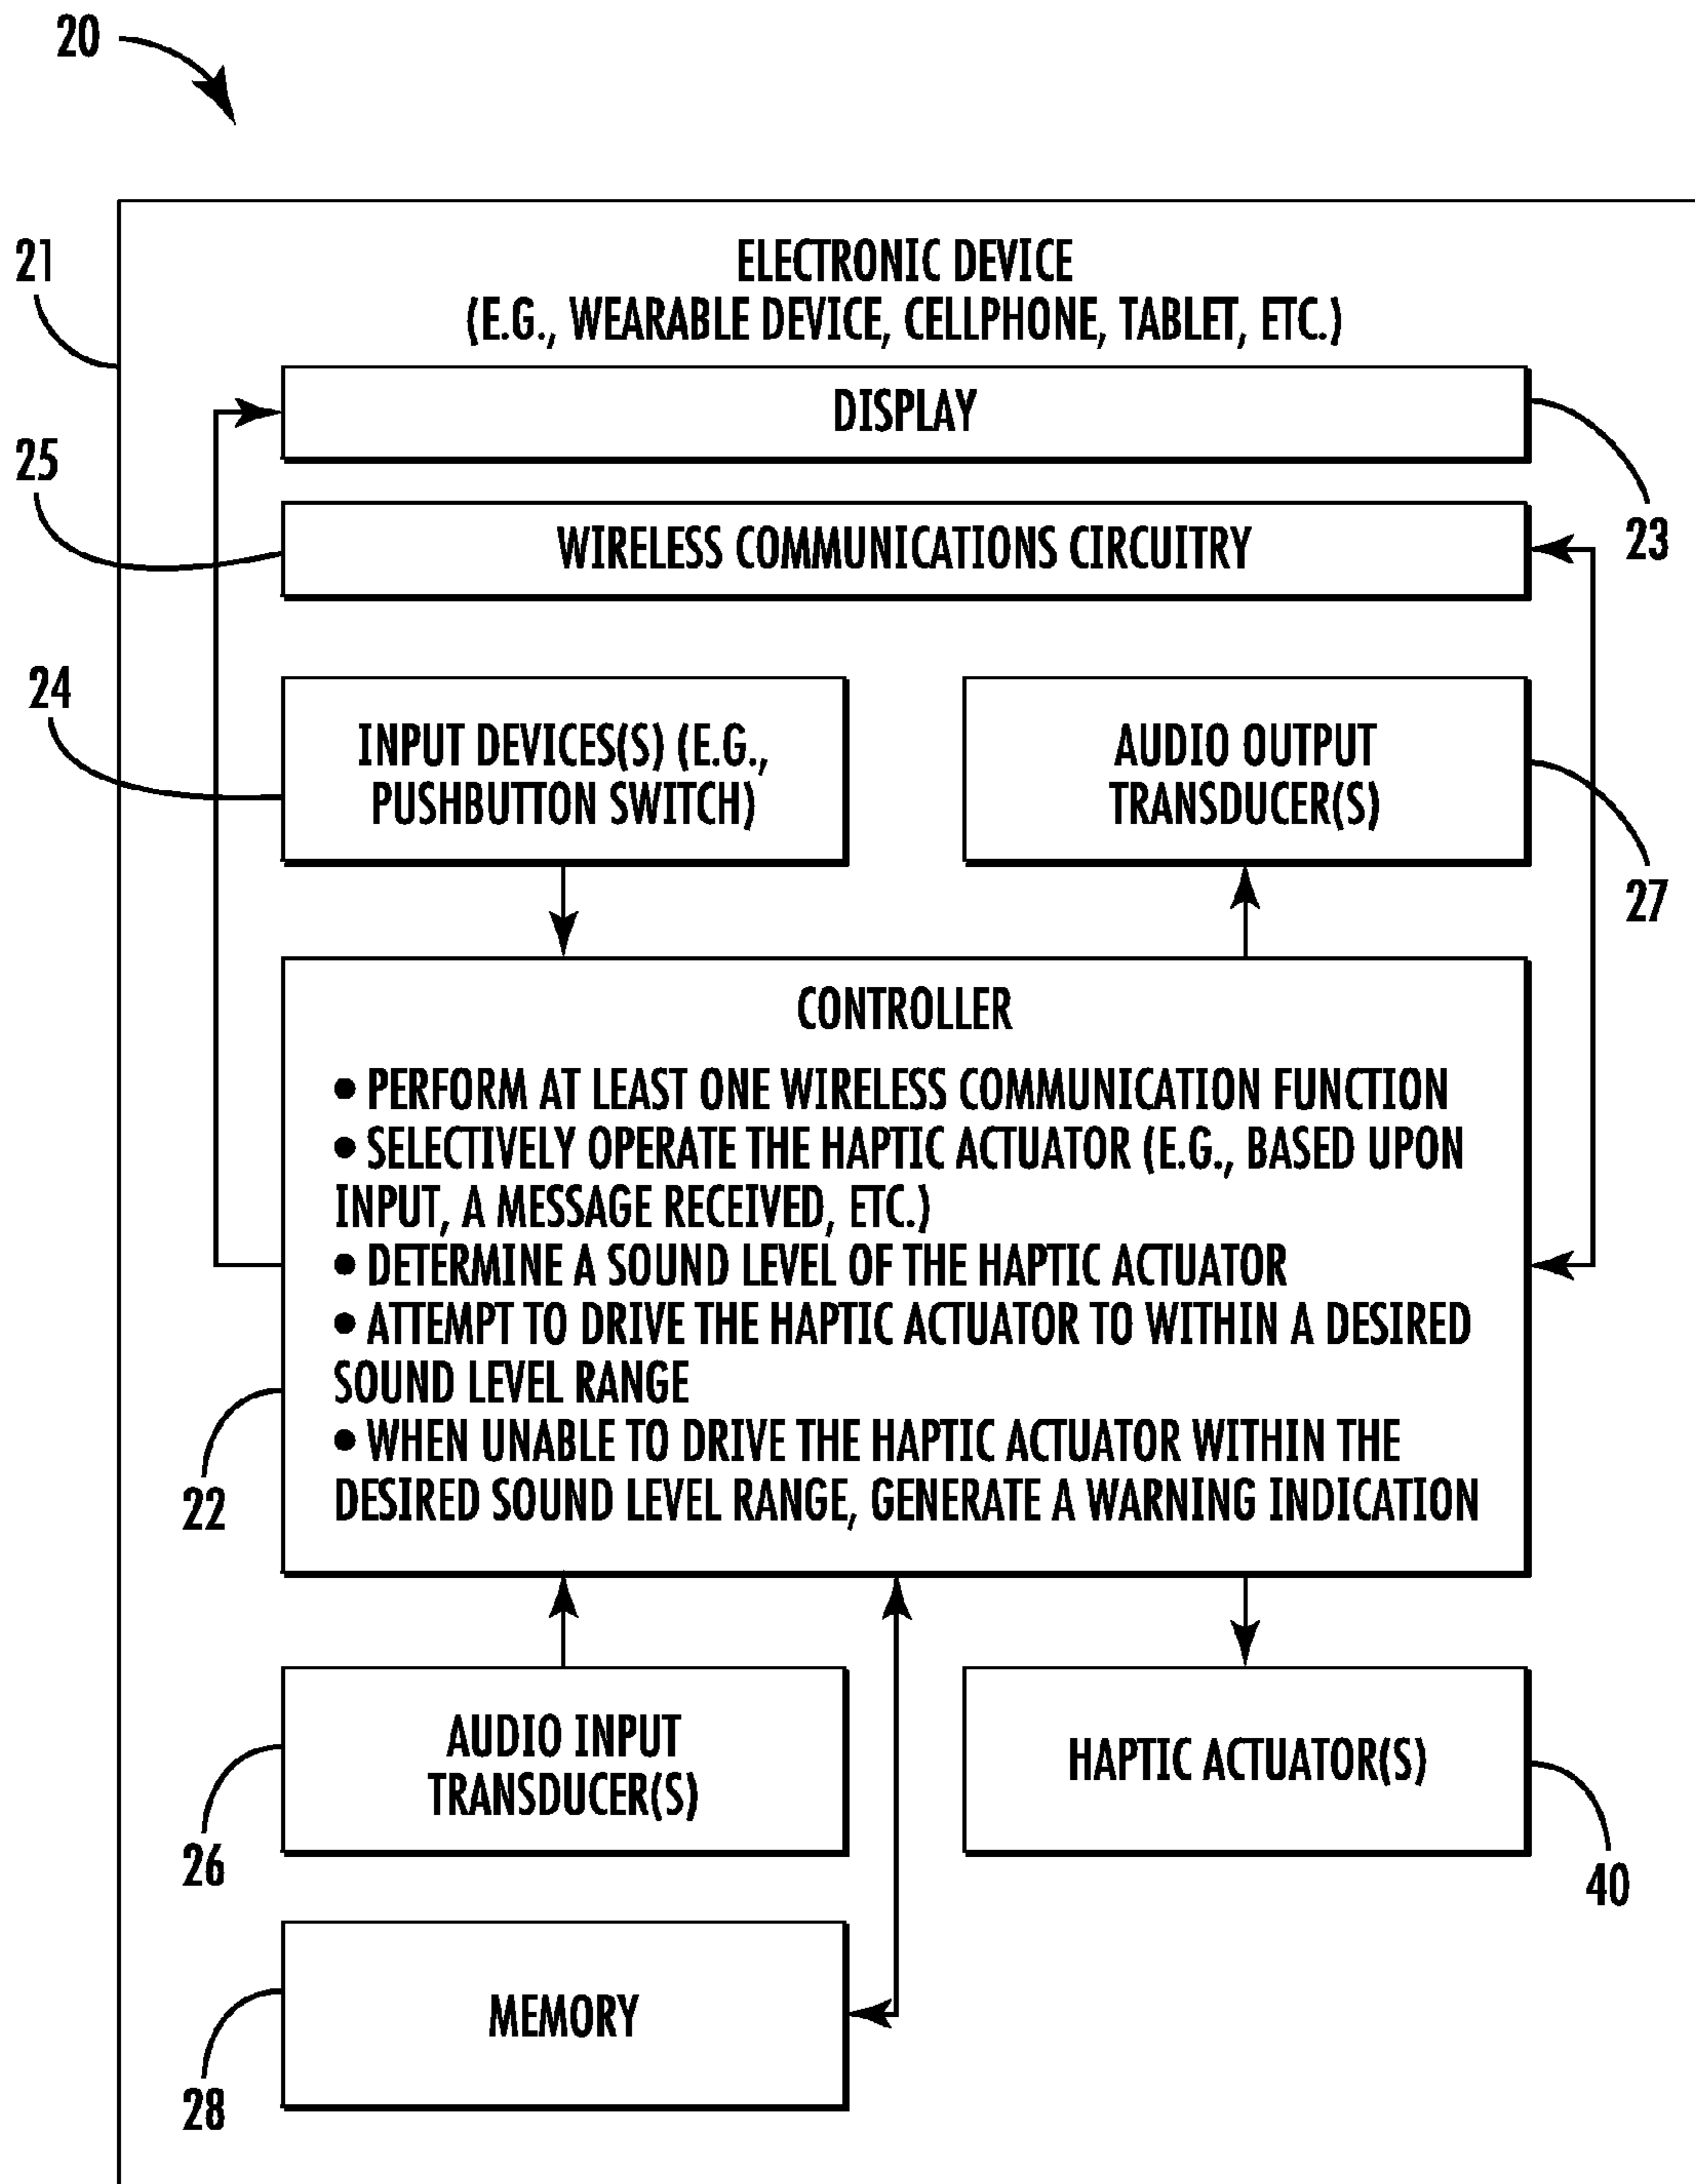 20
21
ELECTRONIC DEVICE
(E.G., WEARABLE DEVICE, CELLPHONE, TABLET, ETC.)
DISPLAY
23
25
WIRELESS COMMUNICATIONS CIRCUITRY
24
INPUT DEVICES(S) (E.G.,
PUSHBUTTON SWITCH)
AUDIO OUTPUT
TRANSDUCER(S)
27
CONTROLLER
● PERFORM AT LEAST ONE WIRELESS COMMUNICATION FUNCTION
● SELECTIVELY OPERATE THE HAPTIC ACTUATOR (E.G., BASED UPON
INPUT, A MESSAGE RECEIVED, ETC.)
● DETERMINE A SOUND LEVEL OF THE HAPTIC ACTUATOR
● ATTEMPT TO DRIVE THE HAPTIC ACTUATOR TO WITHIN A DESIRED
SOUND LEVEL RANGE
● WHEN UNABLE TO DRIVE THE HAPTIC ACTUATOR WITHIN THE
DESIRED SOUND LEVEL RANGE, GENERATE A WARNING INDICATION
22
AUDIO INPUT
TRANSDUCER(S)
26
HAPTIC ACTUATOR(S)
40
MEMORY
28